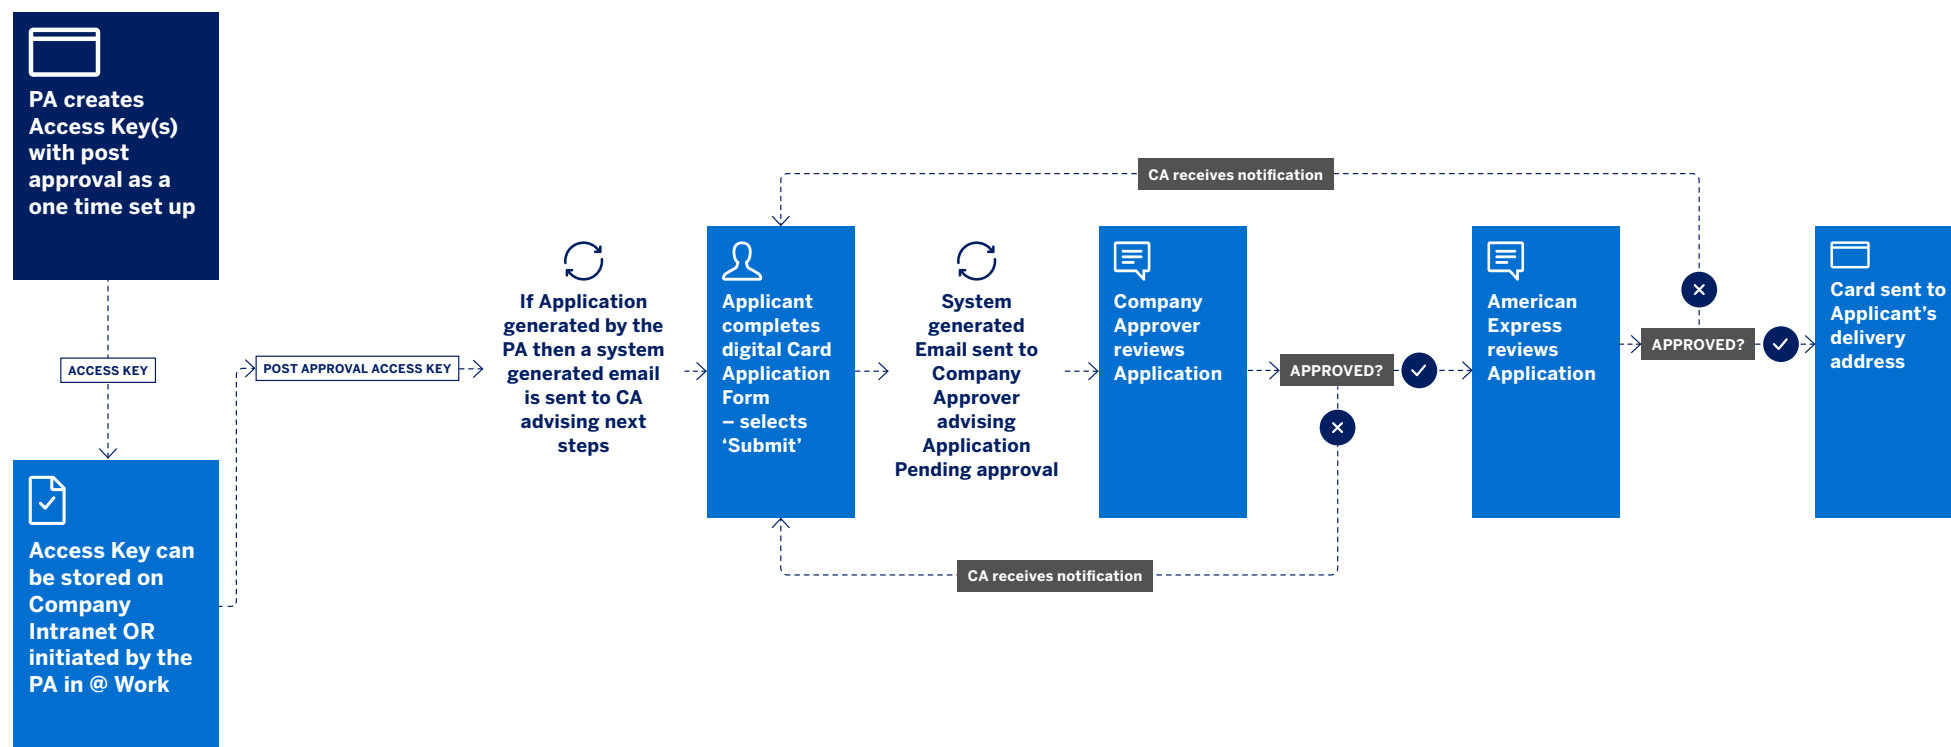 PA creates
Access Key(s)
with post
approval as a
one time set up
ACCESS KEY
Access Key can
be stored on
Company
Intranet OR
initiated by the
PA in @ Work
POST APPROVAL ACCESS KEY
If Application
generated by the
PA then a system
generated email
is sent to CA
advising next
steps
Applicant
completes
digital Card
Application
Form
– selects
‘Submit’
System
generated
Email sent to
Company
Approver
advising
Application
Pending approval
Company
Approver
reviews
Application
APPROVED?
CA receives notification
American
Express
reviews
Application
APPROVED?
CA receives notification
Card sent to
Applicant’s
delivery
address